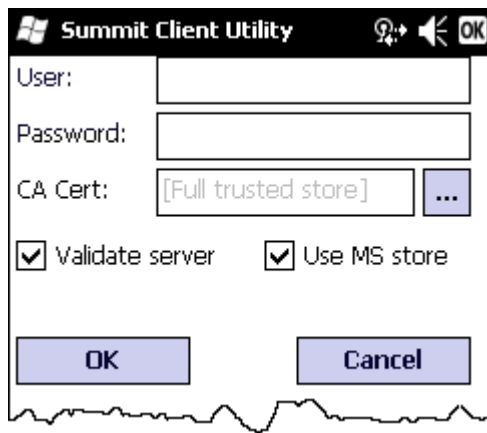 Summit Client Utility OK
User:
Password:
CA Cert: [Full trusted store] ...
Validate server Use MS store
OK Cancel